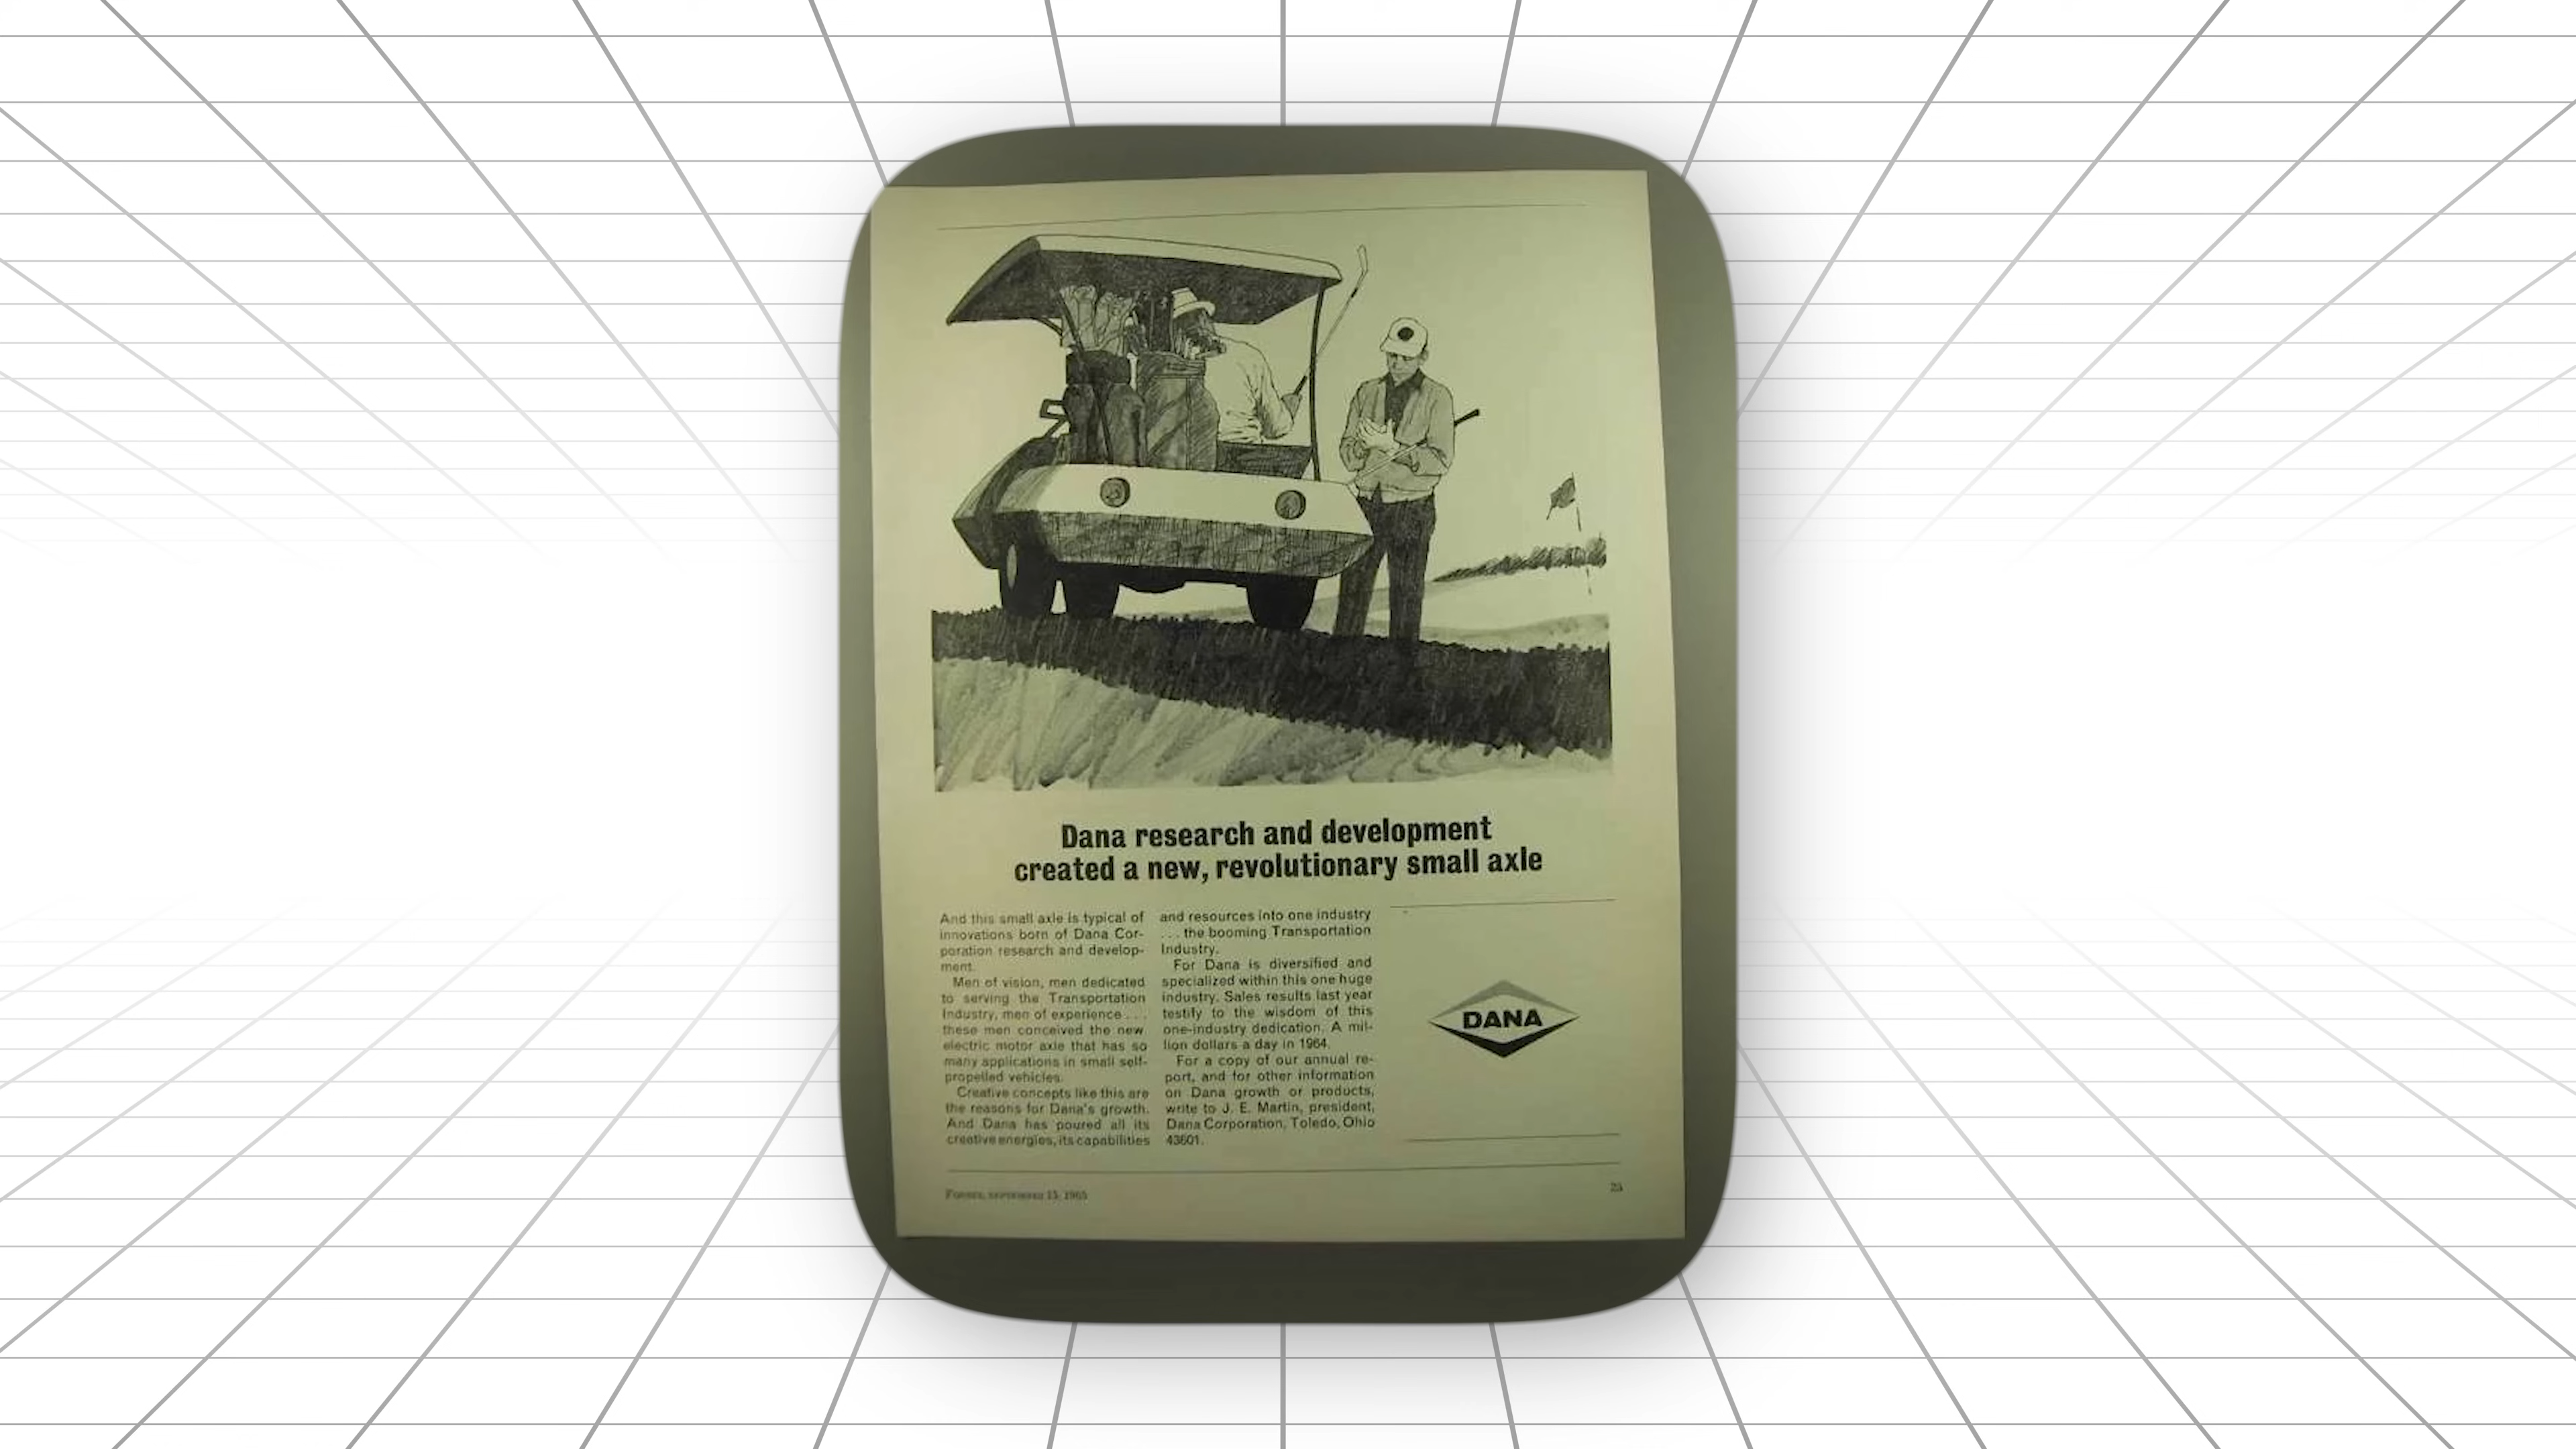 Dana research and development
created a new, revolutionary small axle
And this small axle is typical of
innovations born of Dana Cor-
poration research and develop-
ment.
Men of vision, men dedicated
to serving the Transportation
Industry, men of experience . . .
these men conceived the new
electric motor axle that has so
many applications in small self-
propelled vehicles.
Creative concepts like this are
the reasons for Dana's growth.
And Dana has poured all its
creative energies, its capabilities
and resources into one industry
. . . the booming Transportation
Industry.
For Dana is diversified and
specialized within this one huge
industry. Sales results last year
testify to the wisdom of this
one-industry dedication. A mil-
lion dollars a day in 1964.
For a copy of our annual re-
port, and for other information
on Dana growth or products,
write to J. E. Martin, president,
Dana Corporation, Toledo, Ohio
43601.
DANA
Forbes, september 15, 1965
25